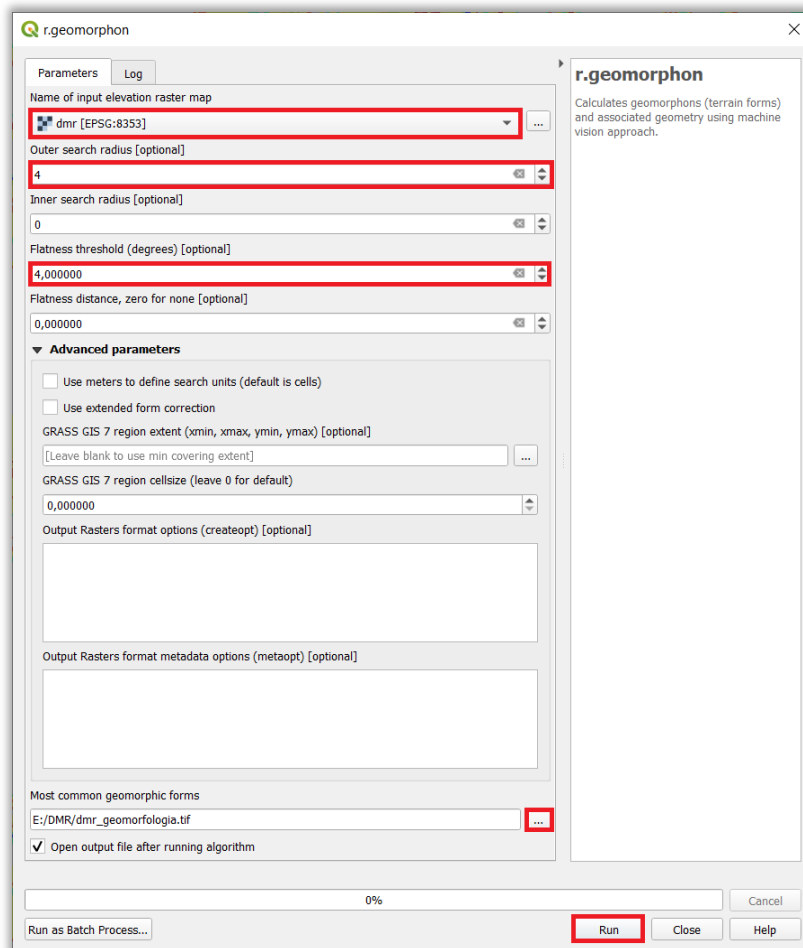 r.geomorphon
Parameters
Log
Name of input elevation raster map
dmr [EPSG:8353]
...
Outer search radius [optional]
4
Inner search radius [optional]
0
Flatness threshold (degrees) [optional]
4,000000
Flatness distance, zero for none [optional]
0,000000
Advanced parameters
Use meters to define search units (default is cells)
Use extended form correction
GRASS GIS 7 region extent (xmin, xmax, ymin, ymax) [optional]
[Leave blank to use min covering extent]
...
GRASS GIS 7 region cellsize (leave 0 for default)
0,000000
Output Rasters format options (createopt) [optional]
Output Rasters format metadata options (metaopt) [optional]
Most common geomorphic forms
E:/DMR/dmr_geomorfologia.tif
...
Open output file after running algorithm
r.geomorphon
Calculates geomorphons (terrain forms)
and associated geometry using machine
vision approach.
0%
Cancel
Run as Batch Process...
Run
Close
Help